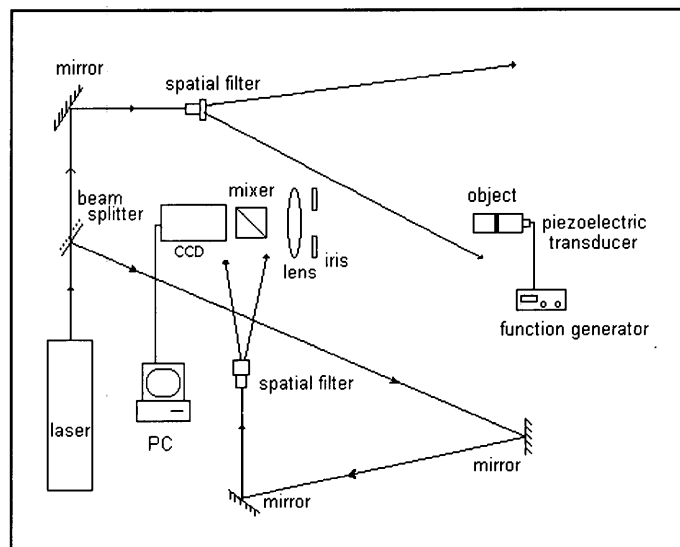 mirror
spatial filter
beam
splitter
mixer
CCD
lens
iris
object
piezoelectric
transducer
function generator
spatial filter
laser
PC
mirror
mirror